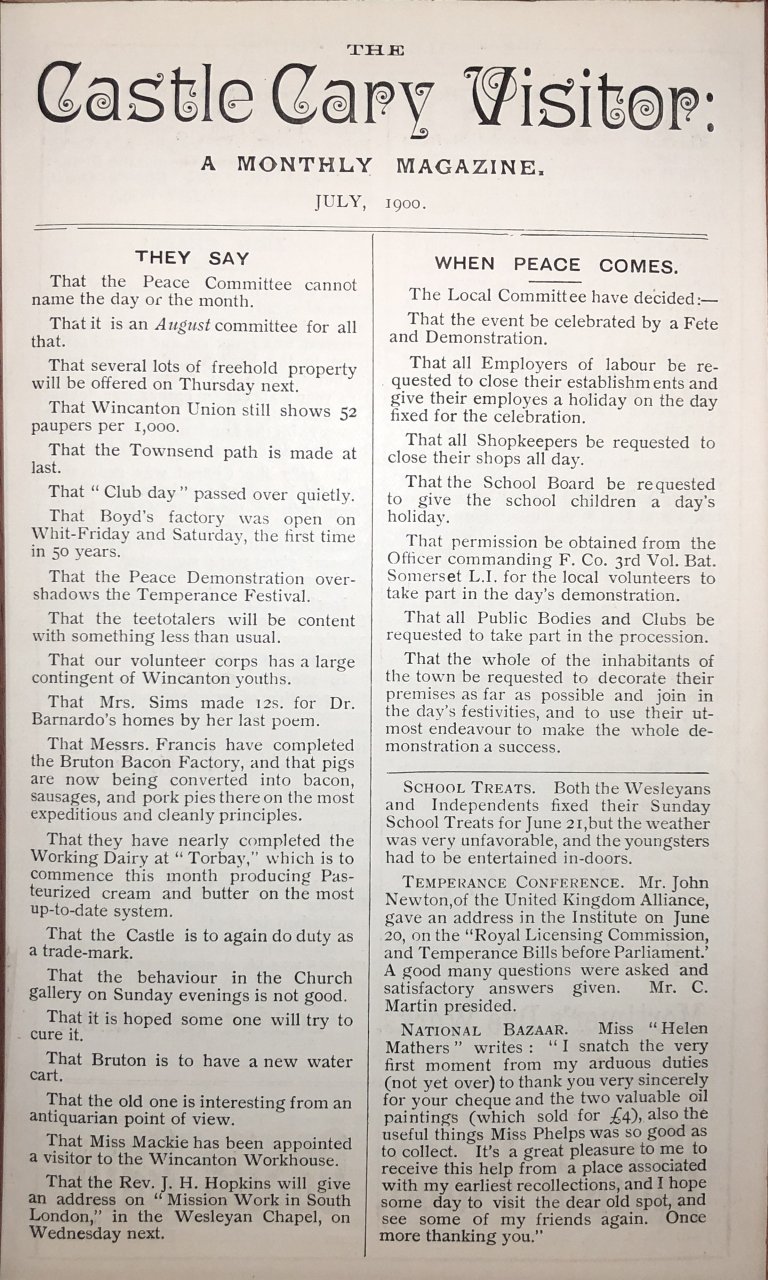 THE
Castle Cary Visitor:
A MONTHLY MAGAZINE.
JULY, 1900.
THEY SAY
That the Peace Committee cannot
name the day or the month.
That it is an August committee for all
that.
That several lots of freehold property
will be offered on Thursday next.
That Wincanton Union still shows 52
paupers per 1,000.
That the Townsend path is made at
last.
That “ Club day ” passed over quietly.
That Boyd's factory was open on
Whit-Friday and Saturday, the first time
in 50 years.
That the Peace Demonstration over-
shadows the Temperance Festival.
That the teetotalers will be content
with something less than usual.
That our volunteer corps has a large
contingent of Wincanton youths.
That Mrs. Sims made 12s. for Dr.
Barnardo's homes by her last poem.
That Messrs. Francis have completed
the Bruton Bacon Factory, and that pigs
are now being converted into bacon,
sausages, and pork pies there on the most
expeditious and cleanly principles.
That they have nearly completed the
Working Dairy at “ Torbay,” which is to
commence this month producing Pas-
teurized cream and butter on the most
up-to-date system.
That the Castle is to again do duty as
a trade-mark.
That the behaviour in the Church
gallery on Sunday evenings is not good.
That it is hoped some one will try to
cure it.
That Bruton is to have a new water
cart.
That the old one is interesting from an
antiquarian point of view.
That Miss Mackie has been appointed
a visitor to the Wincanton Workhouse.
That the Rev. J. H. Hopkins will give
an address on “ Mission Work in South
London,” in the Wesleyan Chapel, on
Wednesday next.
WHEN PEACE COMES.
The Local Committee have decided:—
That the event be celebrated by a Fete
and Demonstration.
That all Employers of labour be re-
quested to close their establishments and
give their employes a holiday on the day
fixed for the celebration.
That all Shopkeepers be requested to
close their shops all day.
That the School Board be requested
to give the school children a day's
holiday.
That permission be obtained from the
Officer commanding F. Co. 3rd Vol. Bat.
Somerset L.I. for the local volunteers to
take part in the day's demonstration.
That all Public Bodies and Clubs be
requested to take part in the procession.
That the whole of the inhabitants of
the town be requested to decorate their
premises as far as possible and join in
the day's festivities, and to use their ut-
most endeavour to make the whole de-
monstration a success.
SCHOOL TREATS. Both the Wesleyans
and Independents fixed their Sunday
School Treats for June 21,but the weather
was very unfavorable, and the youngsters
had to be entertained in-doors.
TEMPERANCE CONFERENCE. Mr. John
Newton,of the United Kingdom Alliance,
gave an address in the Institute on June
20, on the “Royal Licensing Commission,
and Temperance Bills before Parliament.’
A good many questions were asked and
satisfactory answers given. Mr. C.
Martin presided.
NATIONAL BAZAAR. Miss “ Helen
Mathers ” writes : “ I snatch the very
first moment from my arduous duties
(not yet over) to thank you very sincerely
for your cheque and the two valuable oil
paintings (which sold for £4), also the
useful things Miss Phelps was so good as
to collect. It's a great pleasure to me to
receive this help from a place associated
with my earliest recollections, and I hope
some day to visit the dear old spot, and
see some of my friends again. Once
more thanking you.”